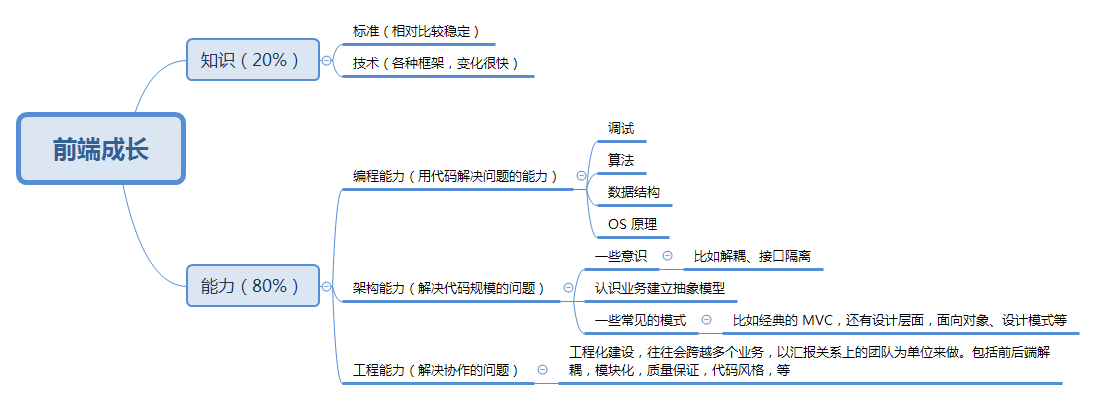 前端成长
知识（20%）
标准（相对比较稳定）
技术（各种框架，变化很快）
能力（80%）
编程能力（用代码解决问题的能力）
调试
算法
数据结构
OS 原理
架构能力（解决代码规模的问题）
一些意识
比如解耦、接口隔离
认识业务建立抽象模型
一些常见的模式
比如经典的 MVC，还有设计层面，面向对象、设计模式等
工程能力（解决协作的问题）
工程化建设，往往会跨越多个业务，以汇报关系上的团队为单位来做。包括前后端解
耦，模块化，质量保证，代码风格，等